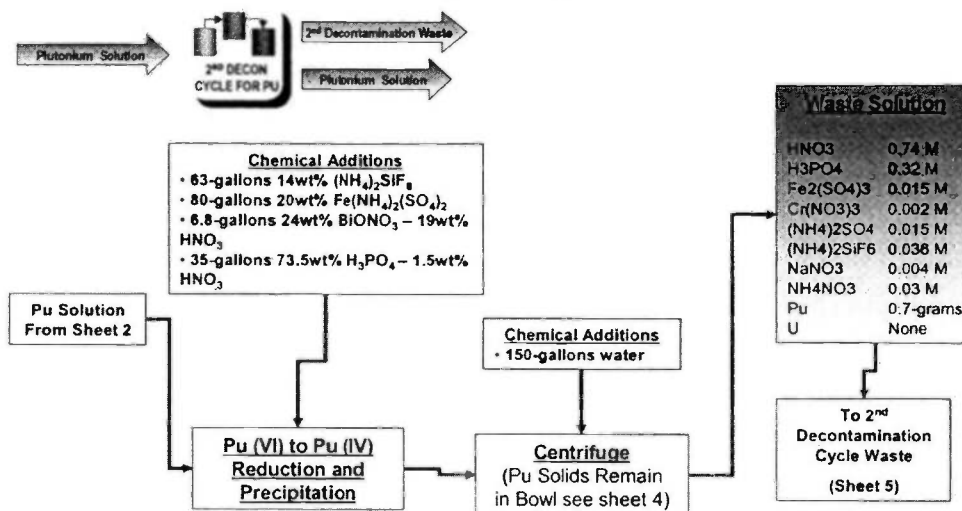 Plutonium Solution
2nd DECON
CYCLE FOR PU
2nd Decontamination Waste
Plutonium Solution
Chemical Additions
• 63-gallons 14wt% (NH4)2SiF6
• 80-gallons 20wt% Fe(NH4)2(SO4)2
• 6.8-gallons 24wt% BiONO3 – 19wt%
HNO3
• 35-gallons 73.5wt% H3PO4 – 1.5wt%
HNO3
Pu Solution
From Sheet 2
Chemical Additions
• 150-gallons water
Pu (VI) to Pu (IV)
Reduction and
Precipitation
Centrifuge
(Pu Solids Remain
in Bowl see sheet 4)
Waste Solution
HNO3 0.74 M
H3PO4 0.32 M
Fe2(SO4)3 0.015 M
Cr(NO3)3 0.002 M
(NH4)2SO4 0.015 M
(NH4)2SiF6 0.036 M
NaNO3 0.004 M
NH4NO3 0.03 M
Pu 0.7-grams
U None
To 2nd
Decontamination
Cycle Waste
(Sheet 5)